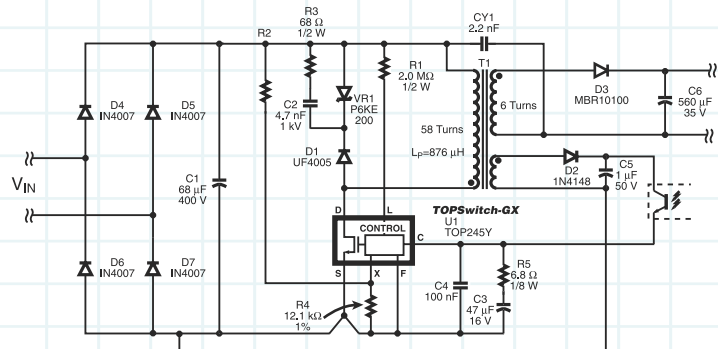 R2
R3
68 Ω
1/2 W
CY1
2.2 nF
R1
2.0 MΩ
1/2 W
T1
D4
IN4007
D5
IN4007
C2
4.7 nF
1 kV
VR1
P6KE
200
D3
MBR10100
C6
560 µF
35 V
6 Turns
58 Turns
LP=876 µH
D1
UF4005
D2
1N4148
C5
1 µF
50 V
VIN
C1
68 µF
400 V
D
L
TOPSwitch-GX
U1
TOP245Y
CONTROL
C
S
X
F
D6
IN4007
D7
IN4007
R4
12.1 kΩ
1%
C4
100 nF
R5
6.8 Ω
1/8 W
C3
47 µF
16 V